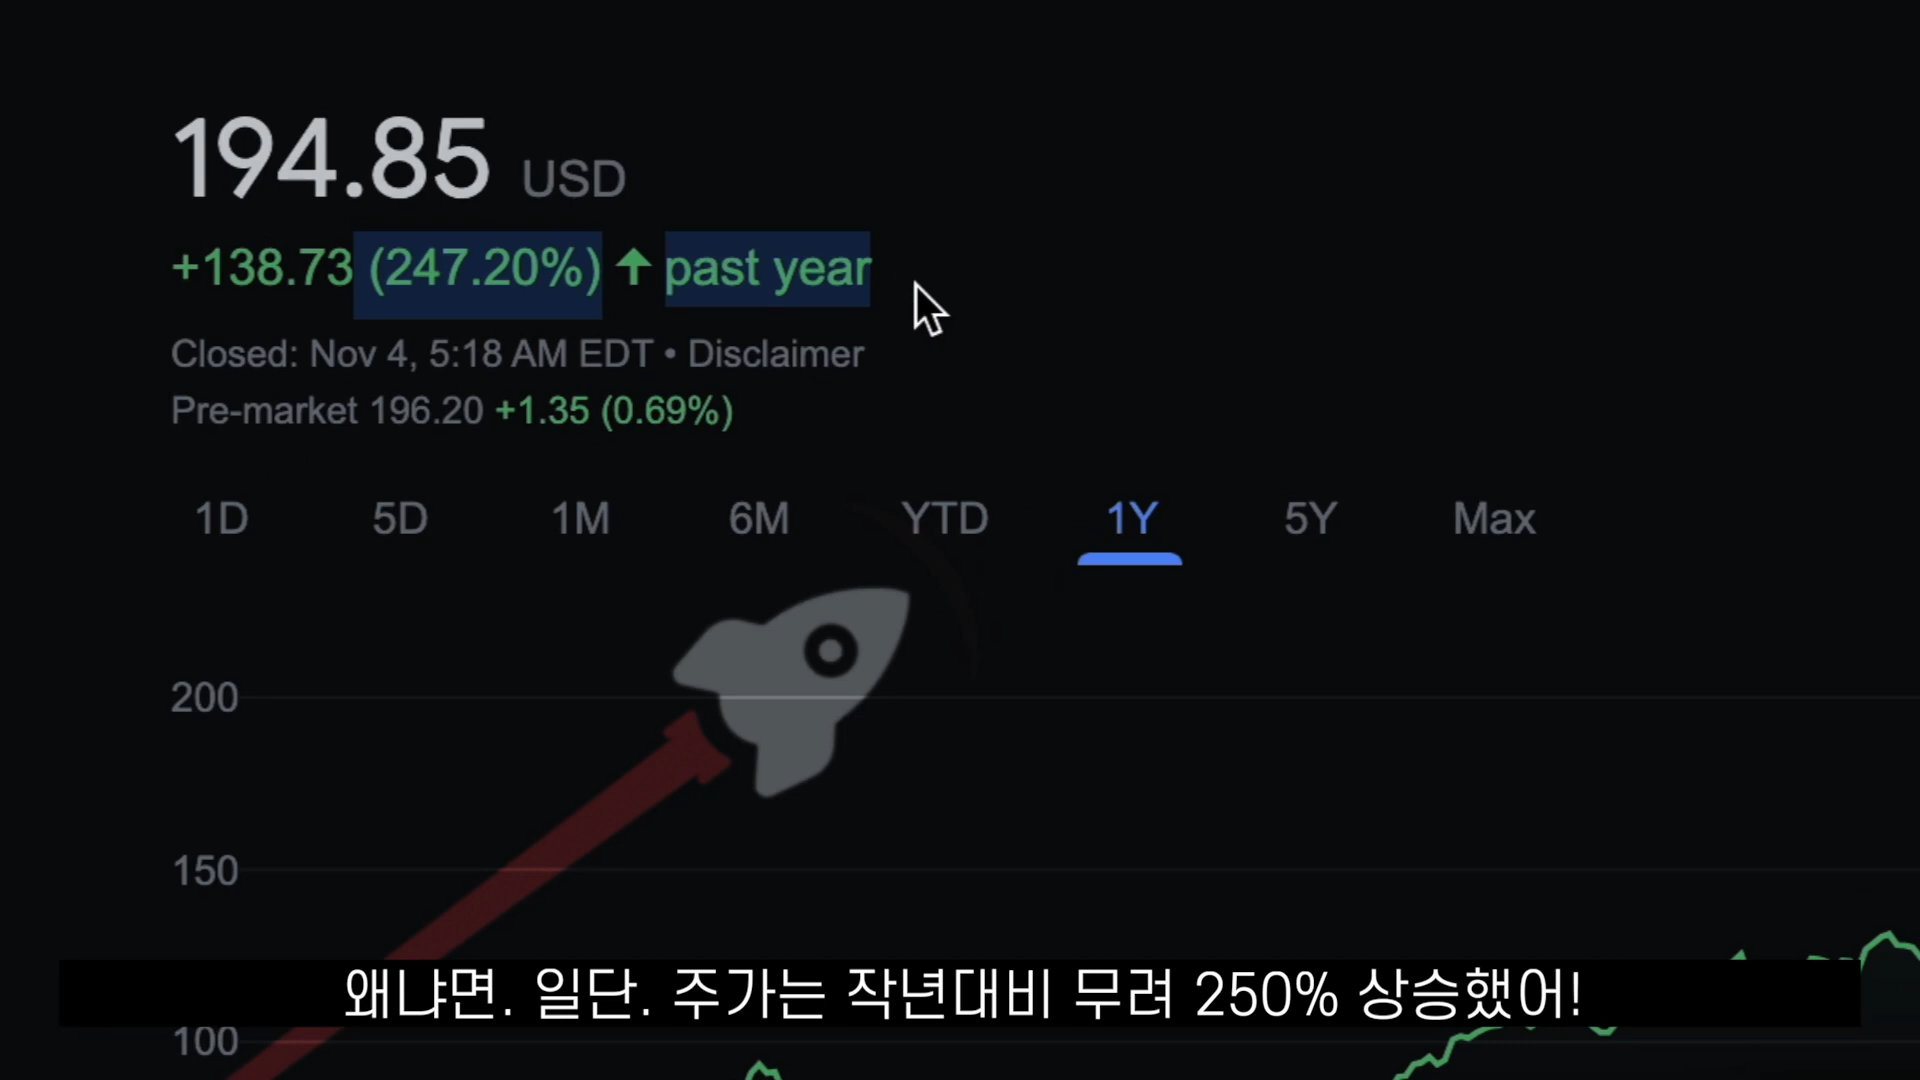 194.85 USD
+138.73 (247.20%) ↑ past year
Closed: Nov 4, 5:18 AM EDT • Disclaimer
Pre-market 196.20 +1.35 (0.69%)
1D 5D 1M 6M YTD 1Y 5Y Max
200
150
왜냐면. 일단. 주가는 작년대비 무려 250% 상승했어!
100